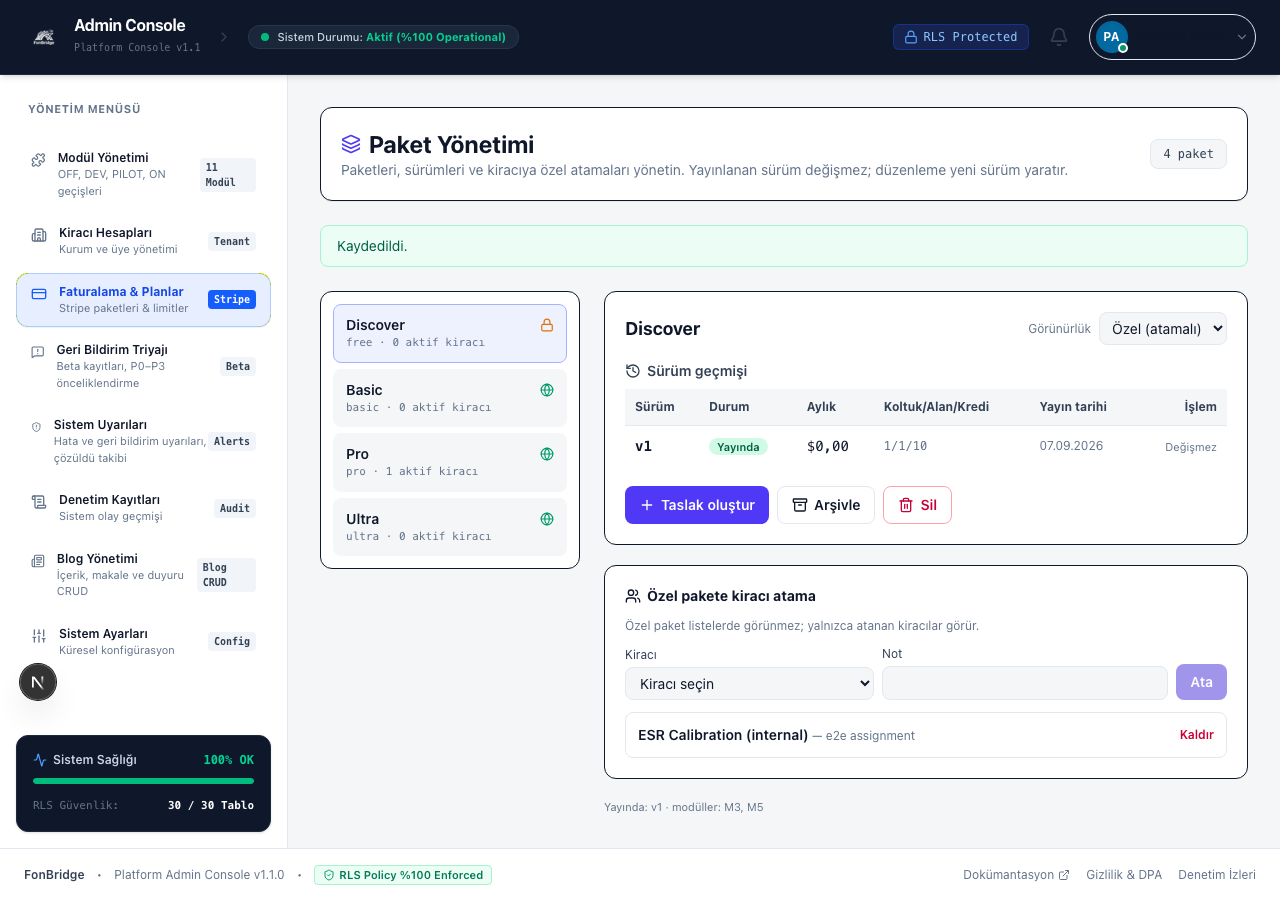 FonBridge
Admin Console
Platform Console v1.1
Sistem Durumu: Aktif (%100 Operational)
RLS Protected
PA
YÖNETİM MENÜSÜ
Modül Yönetimi
OFF, DEV, PILOT, ON
geçişleri
11
Modül
Kiracı Hesapları
Kurum ve üye yönetimi
Tenant
Faturalama & Planlar
Stripe paketleri & limitler
Stripe
Geri Bildirim Triyajı
Beta kayıtları, P0–P3
önceliklendirme
Beta
Sistem Uyarıları
Hata ve geri bildirim uyarıları,
çözüldü takibi
Alerts
Denetim Kayıtları
Sistem olay geçmişi
Audit
Blog Yönetimi
İçerik, makale ve duyuru
CRUD
Blog
CRUD
Sistem Ayarları
Küresel konfigürasyon
Config
N
Sistem Sağlığı
100% OK
RLS Güvenlik:
30 / 30 Tablo
Paket Yönetimi
Paketleri, sürümleri ve kiracıya özel atamaları yönetin. Yayınlanan sürüm değişmez; düzenleme yeni sürüm yaratır.
4 paket
Kaydedildi.
Discover
free · 0 aktif kiracı
Basic
basic · 0 aktif kiracı
Pro
pro · 1 aktif kiracı
Ultra
ultra · 0 aktif kiracı
Discover
Görünürlük
Özel (atamalı)
Sürüm geçmişi
Sürüm Durum Aylık Koltuk/Alan/Kredi Yayın tarihi İşlem
v1 Yayında $0,00 1/1/10 07.09.2026 Değişmez
Taslak oluştur
Arşivle
Sil
Özel pakete kiracı atama
Özel paket listelerde görünmez; yalnızca atanan kiracılar görür.
Kiracı
Not
Kiracı seçin
Ata
ESR Calibration (internal) — e2e assignment
Kaldır
Yayında: v1 · modüller: M3, M5
FonBridge • Platform Admin Console v1.1.0 • RLS Policy %100 Enforced
Dokümantasyon
Gizlilik & DPA
Denetim İzleri